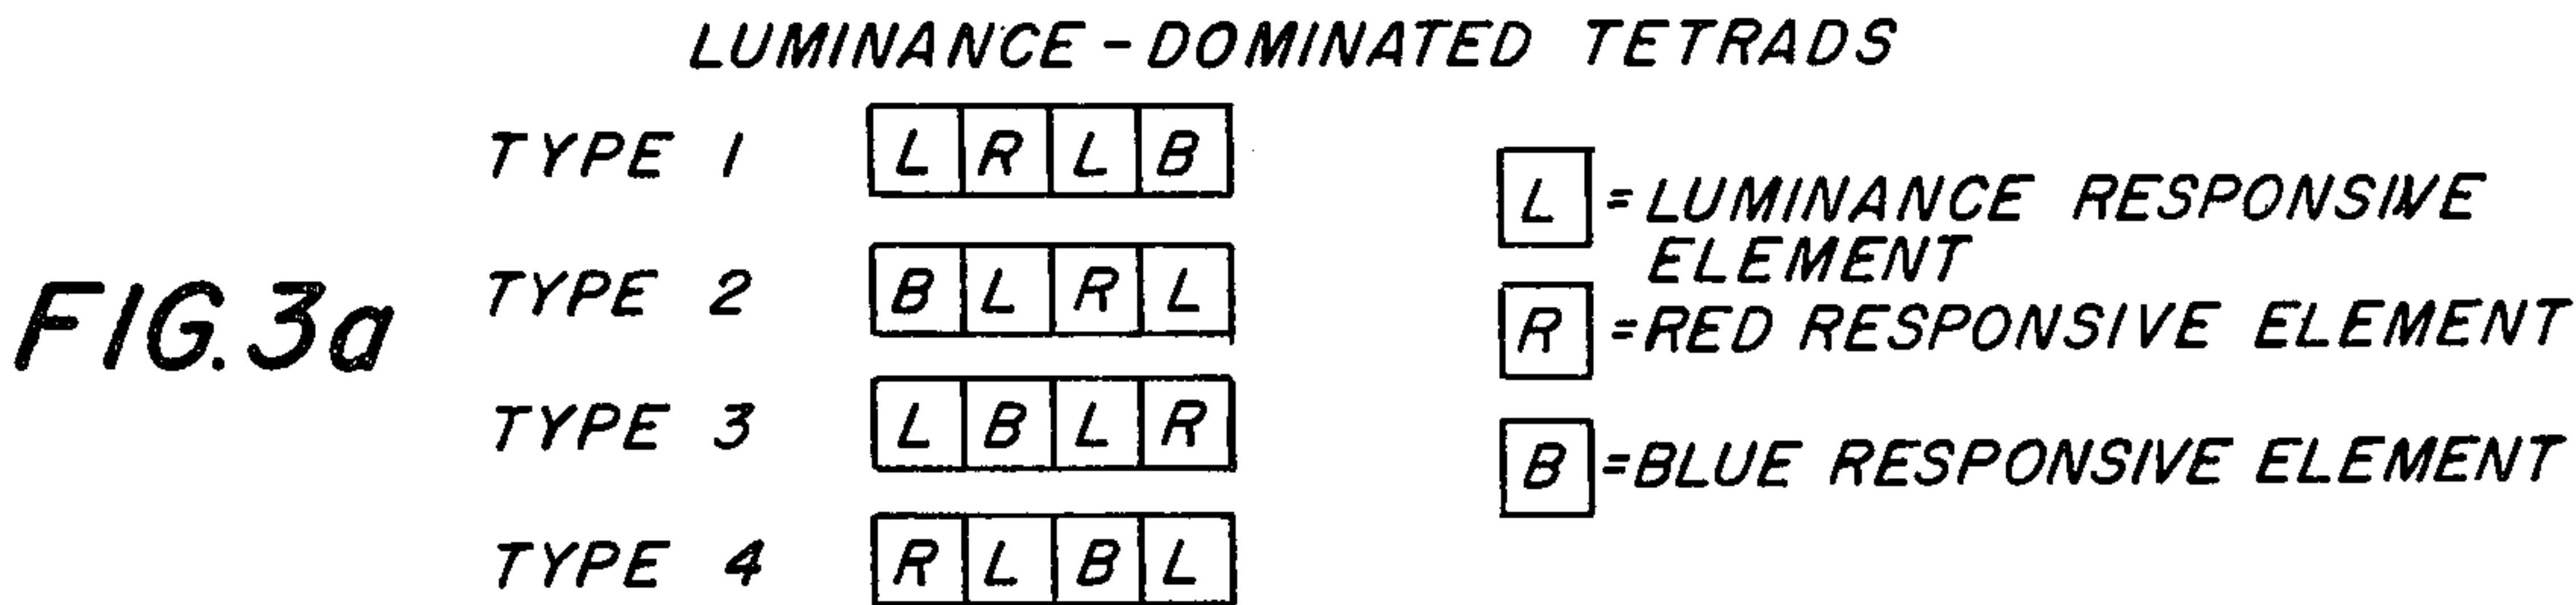 LUMINANCE-DOMINATED TETRADS
TYPE 1 L R L B
TYPE 2 B L R L
TYPE 3 L B L R
TYPE 4 R L B L
FIG.3a
L =LUMINANCE RESPONSIVE
ELEMENT
R =RED RESPONSIVE ELEMENT
B =BLUE RESPONSIVE ELEMENT